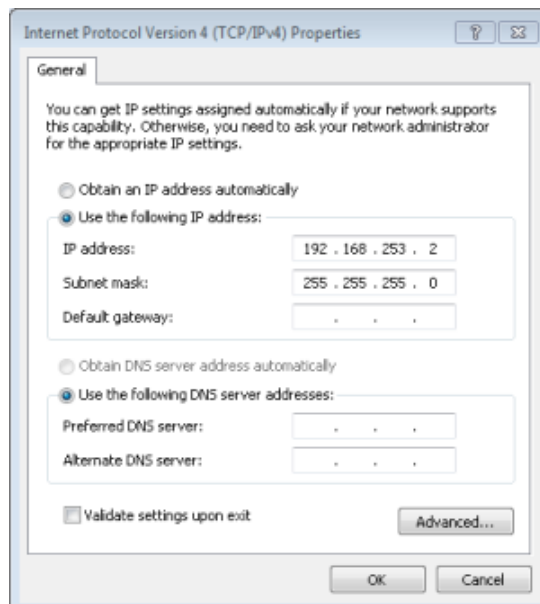 Internet Protocol Version 4 (TCP/IPv4) Properties
General
You can get IP settings assigned automatically if your network supports
this capability. Otherwise, you need to ask your network administrator
for the appropriate IP settings.
Obtain an IP address automatically
Use the following IP address:
IP address: 192 . 168 . 253 . 2
Subnet mask: 255 . 255 . 255 . 0
Default gateway: . . .
Obtain DNS server address automatically
Use the following DNS server addresses:
Preferred DNS server: . . .
Alternate DNS server: . . .
Validate settings upon exit
Advanced...
OK Cancel